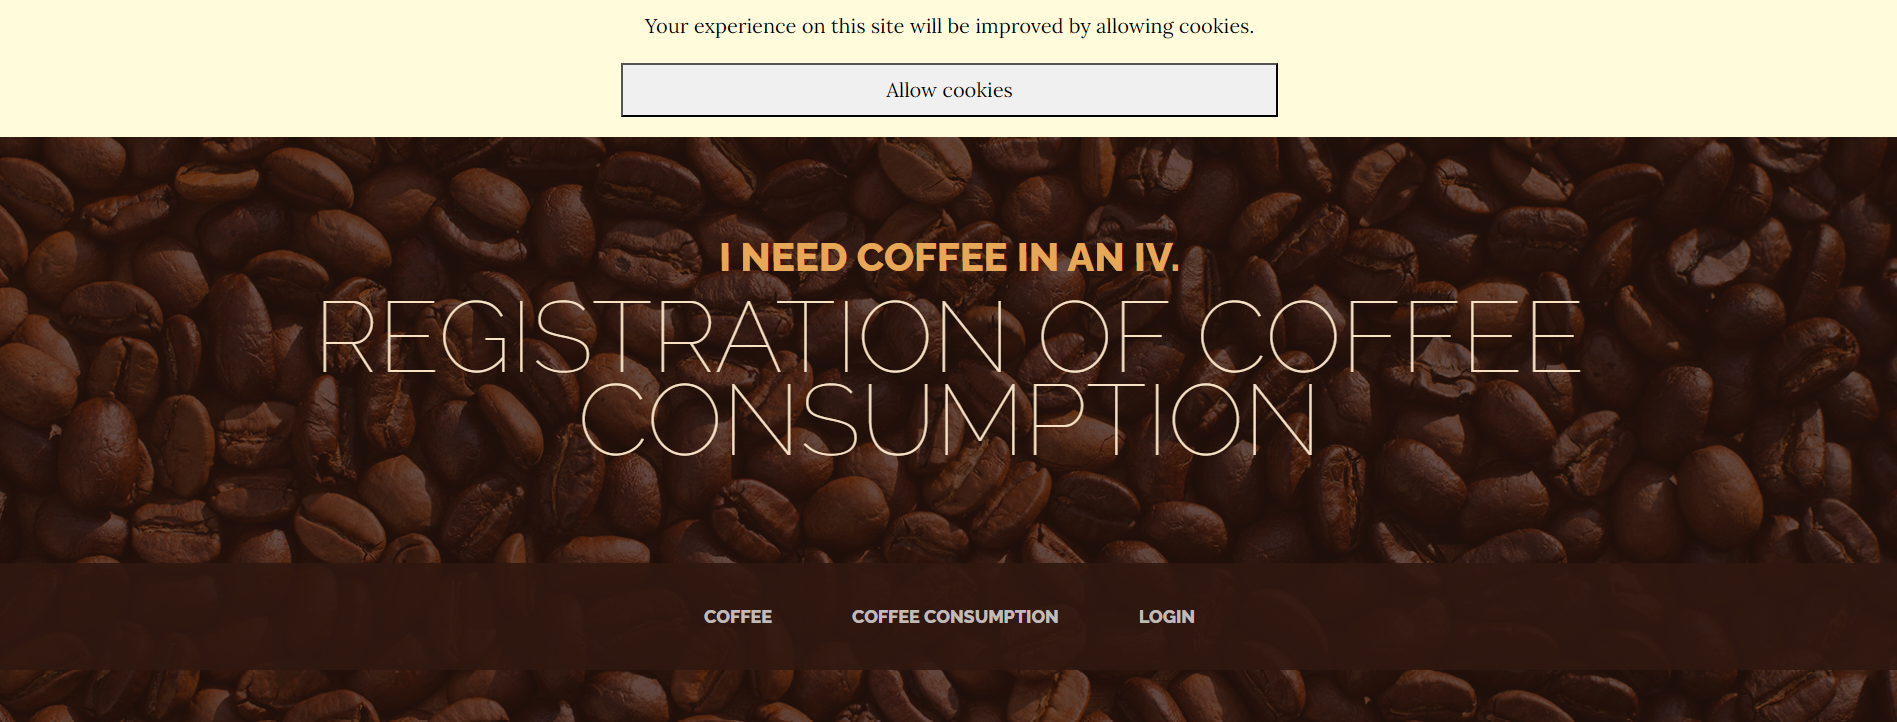 Your experience on this site will be improved by allowing cookies.
Allow cookies
I NEED COFFEE IN AN IV.
REGISTRATION OF COFFEE
CONSUMPTION
COFFEE COFFEE CONSUMPTION LOGIN